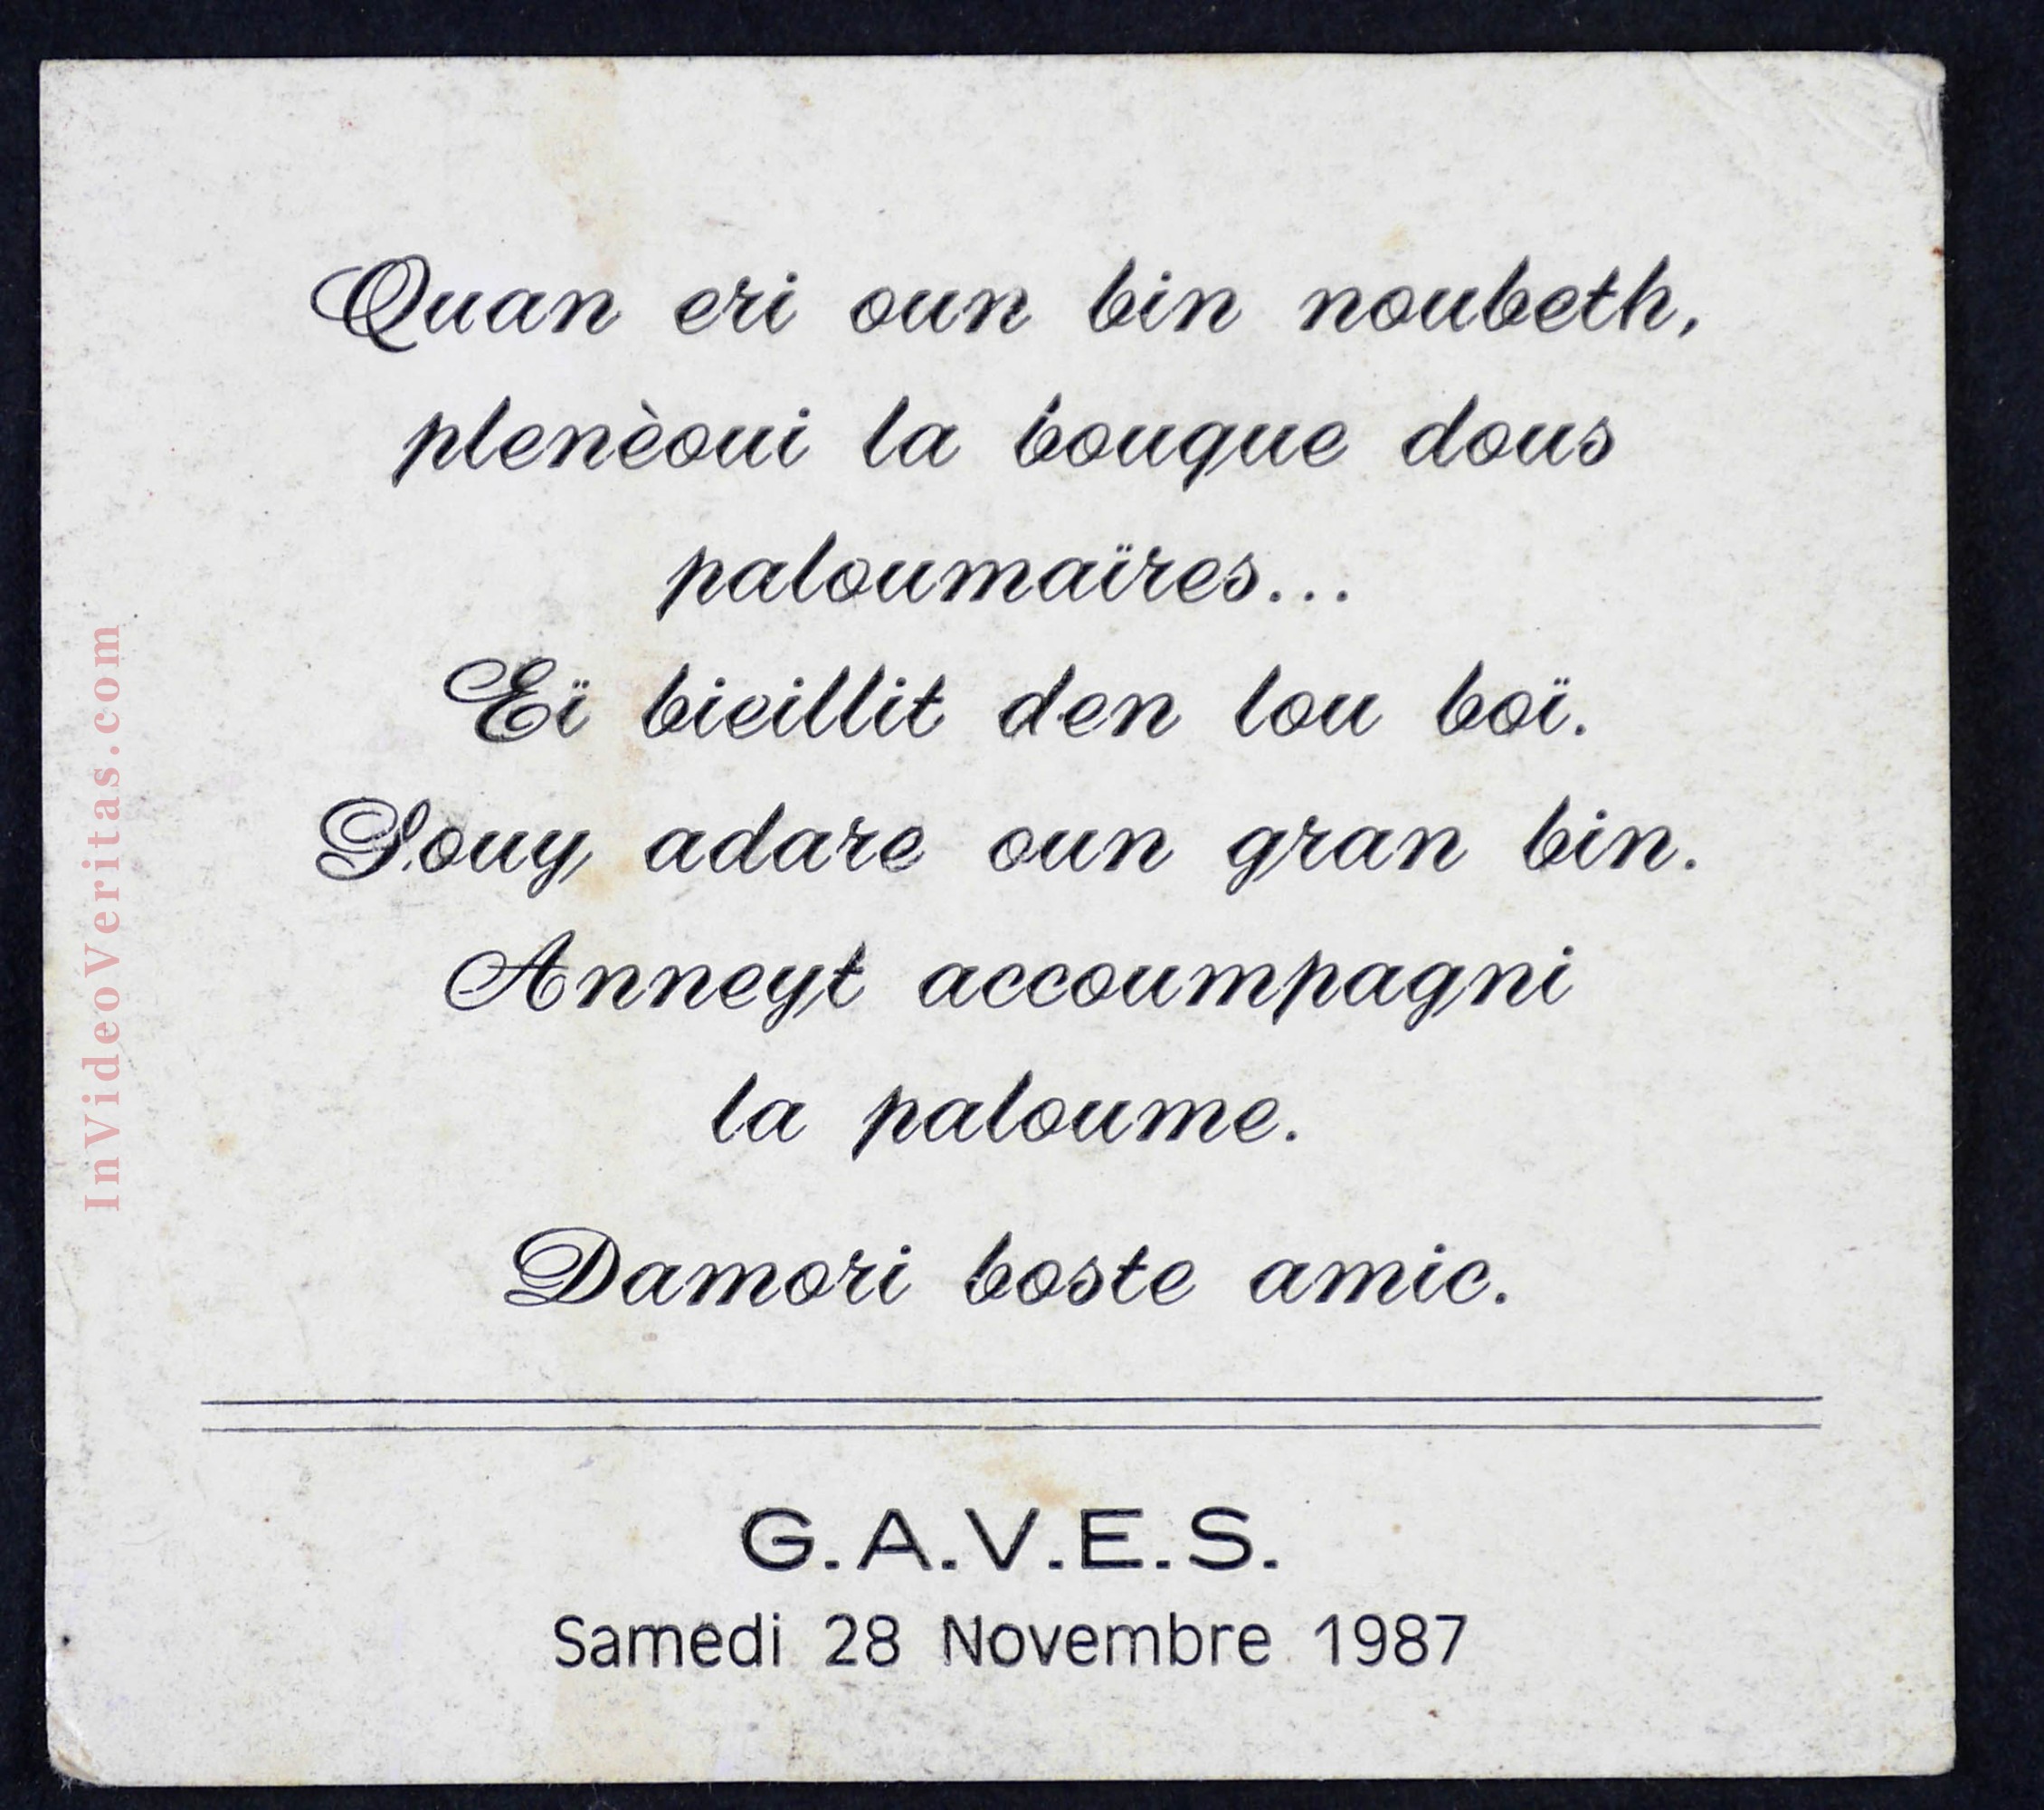 Quan eri oun bin noubeth,
plenèoui la bouque dous
paloumaïres...
Eï bieillit den lou boï.
Souy adare oun gran bin.
Anneyt accoumpagni
la paloume.
Damori boste amic.
G.A.V.E.S.
Samedi 28 Novembre 1987
InVideoVeritas.com